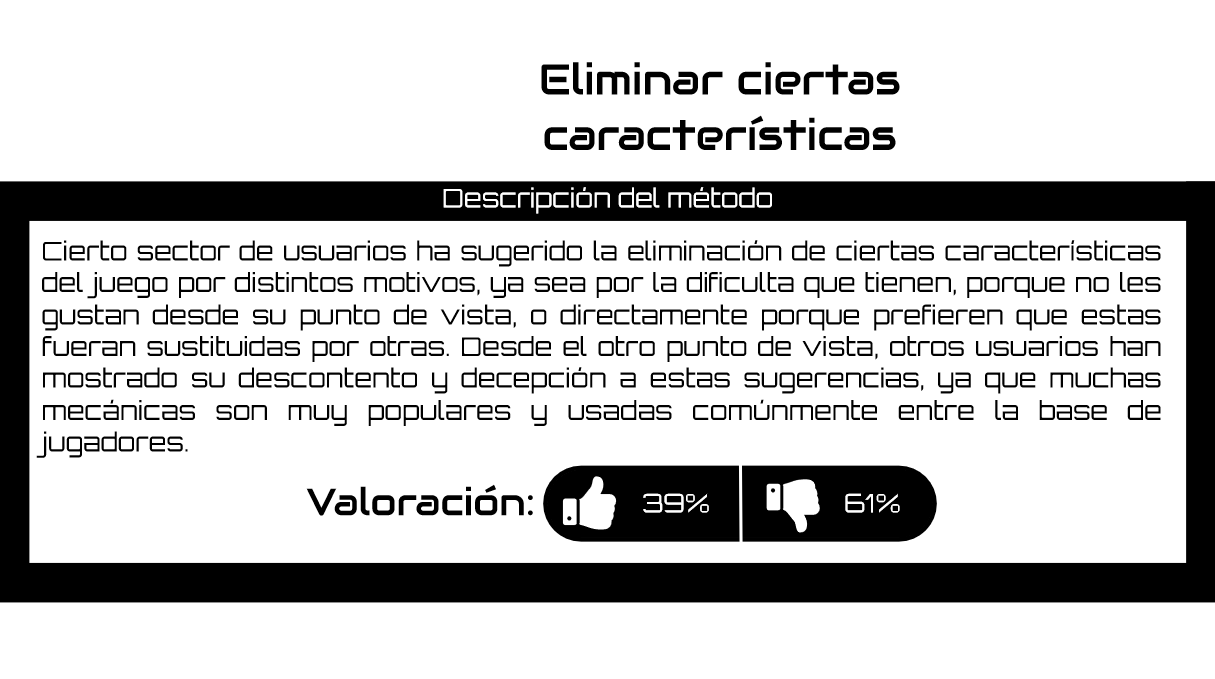 Eliminar ciertas
características
Descripción del método
Cierto sector de usuarios ha sugerido la eliminación de ciertas características
del juego por distintos motivos, ya sea por la dificulta que tienen, porque no les
gustan desde su punto de vista, o directamente porque prefieren que estas
fueran sustituidas por otras. Desde el otro punto de vista, otros usuarios han
mostrado su descontento y decepción a estas sugerencias, ya que muchas
mecánicas son muy populares y usadas comúnmente entre la base de
jugadores.
Valoración: 39% 61%